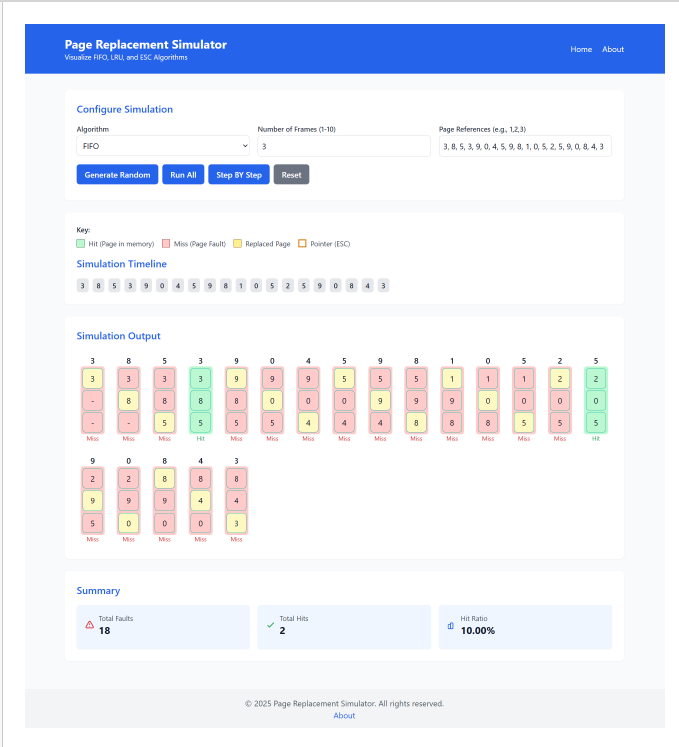 Page Replacement Simulator
Visualize FIFO, LRU, and ESC Algorithms
Home About
Configure Simulation
Algorithm Number of Frames (1-10) Page References (e.g., 1,2,3)
FIFO 3 3, 8, 5, 3, 9, 0, 4, 5, 9, 8, 1, 0, 5, 2, 5, 9, 0, 8, 4, 3
Generate Random Run All Step BY Step Reset
Key:
Hit (Page in memory) Miss (Page Fault) Replaced Page Pointer (ESC)
Simulation Timeline
3 8 5 3 9 0 4 5 9 8 1 0 5 2 5 9 0 8 4 3
Simulation Output
3 8 5 3 9 0 4 5 9 8 1 0 5 2 5
3 3 3 3 9 9 9 5 5 5 1 1 1 2 2
- 8 8 8 8 0 0 0 9 9 9 0 0 0 0
- - 5 5 5 5 4 4 4 8 8 8 5 5 5
Miss Miss Miss Hit Miss Miss Miss Miss Miss Miss Miss Miss Miss Miss Hit
9 0 8 4 3
2 2 8 8 8
9 9 9 4 4
5 0 0 0 3
Miss Miss Miss Miss Miss
Summary
Total Faults Total Hits Hit Ratio
18 2 10.00%
© 2025 Page Replacement Simulator. All rights reserved.
About